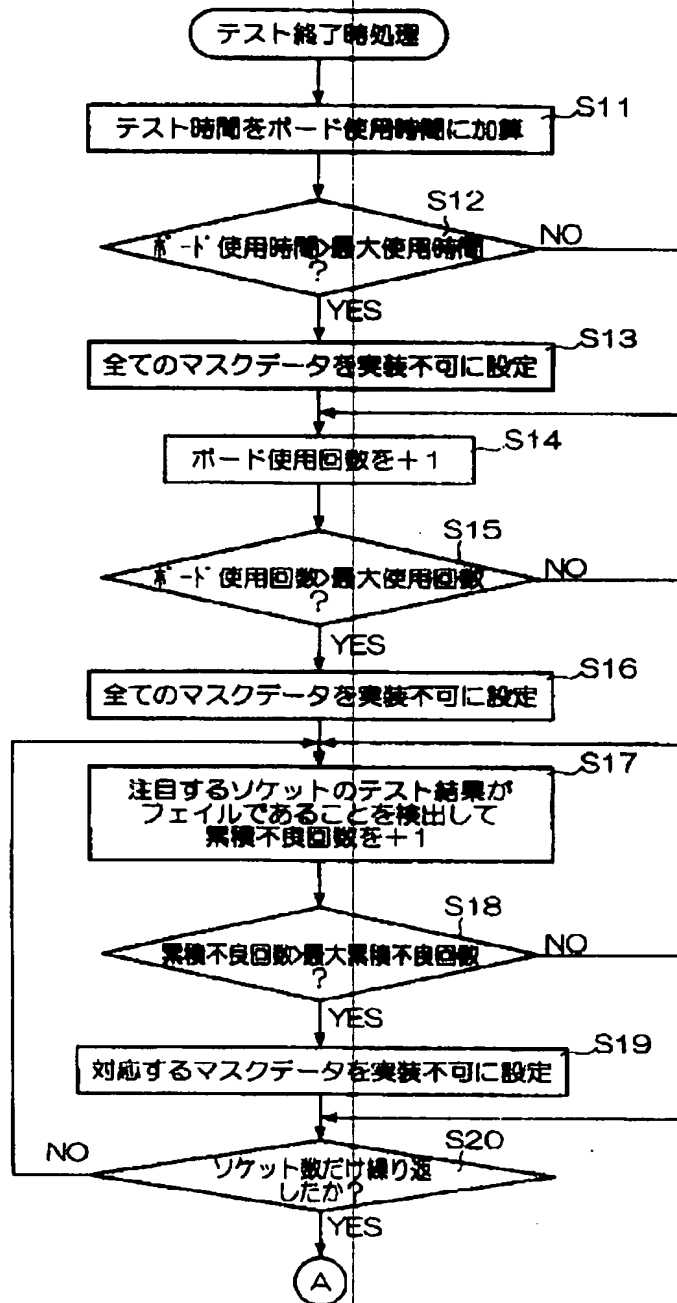 テスト終了時処理
S11
テスト時間をボード使用時間に加算
S12
ボード使用時間>最大使用時間
?
NO
YES
S13
全てのマスクデータを実装不可に設定
S14
ボード使用回数を+1
S15
ボード使用回数>最大使用回数
?
NO
YES
S16
全てのマスクデータを実装不可に設定
S17
注目するソケットのテスト結果が
フェイルであることを検出して
累積不良回数を+1
S18
累積不良回数>最大累積不良回数
?
NO
YES
S19
対応するマスクデータを実装不可に設定
S20
NO
ソケット数だけ繰り返
したか?
YES
A